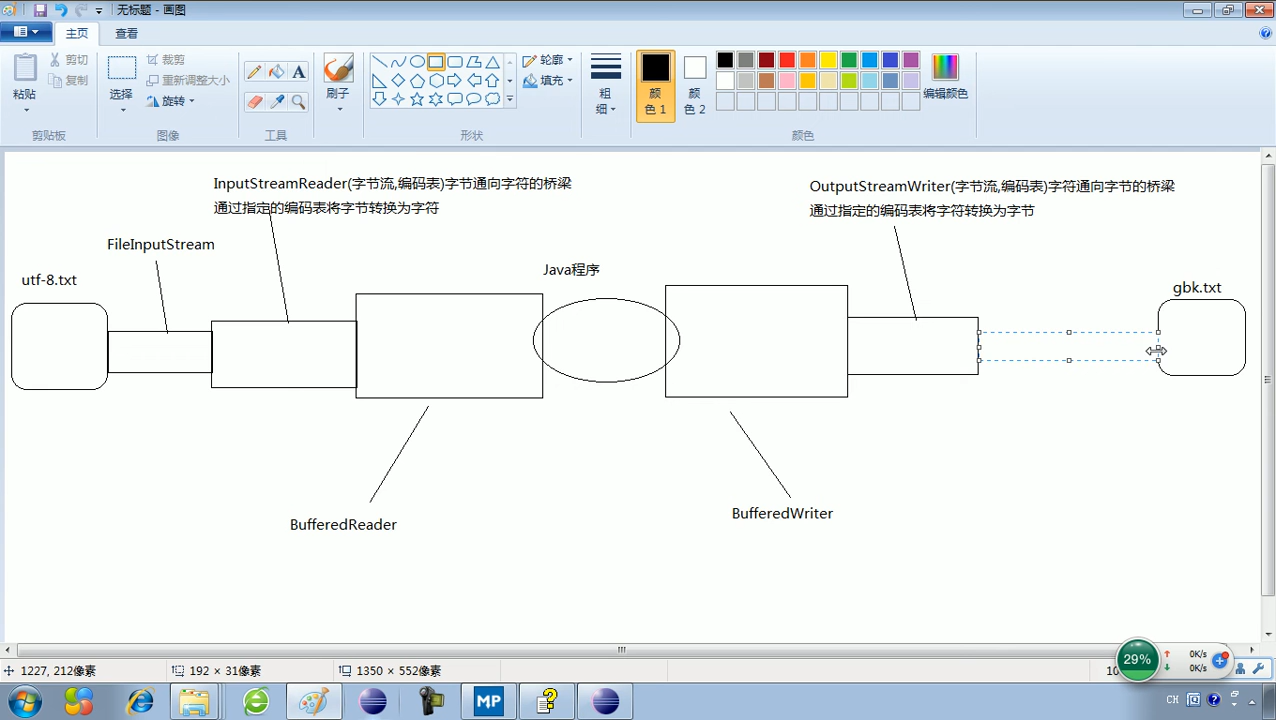 无标题 - 画图
主页
查看
粘贴
剪切
复制
剪贴板
选择
裁剪
重新调整大小
旋转
图像
A
工具
刷子
轮廓
填充
形状
粗
细
颜
色 1
颜
色 2
编辑颜色
颜色
InputStreamReader(字节流,编码表)字节通向字符的桥梁
通过指定的编码表将字节转换为字符
OutputStreamWriter(字节流,编码表)字符通向字节的桥梁
通过指定的编码表将字符转换为字节
FileInputStream
utf-8.txt
Java程序
gbk.txt
BufferedReader
BufferedWriter
1227, 212像素
192 × 31像素
1350 × 552像素
10
29%
0K/s
0K/s
MP
CH